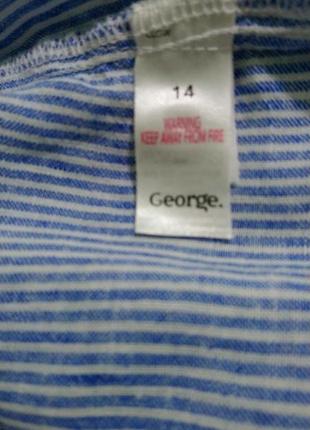 14
WARNING
KEEP AWAY FROM FIRE
George.